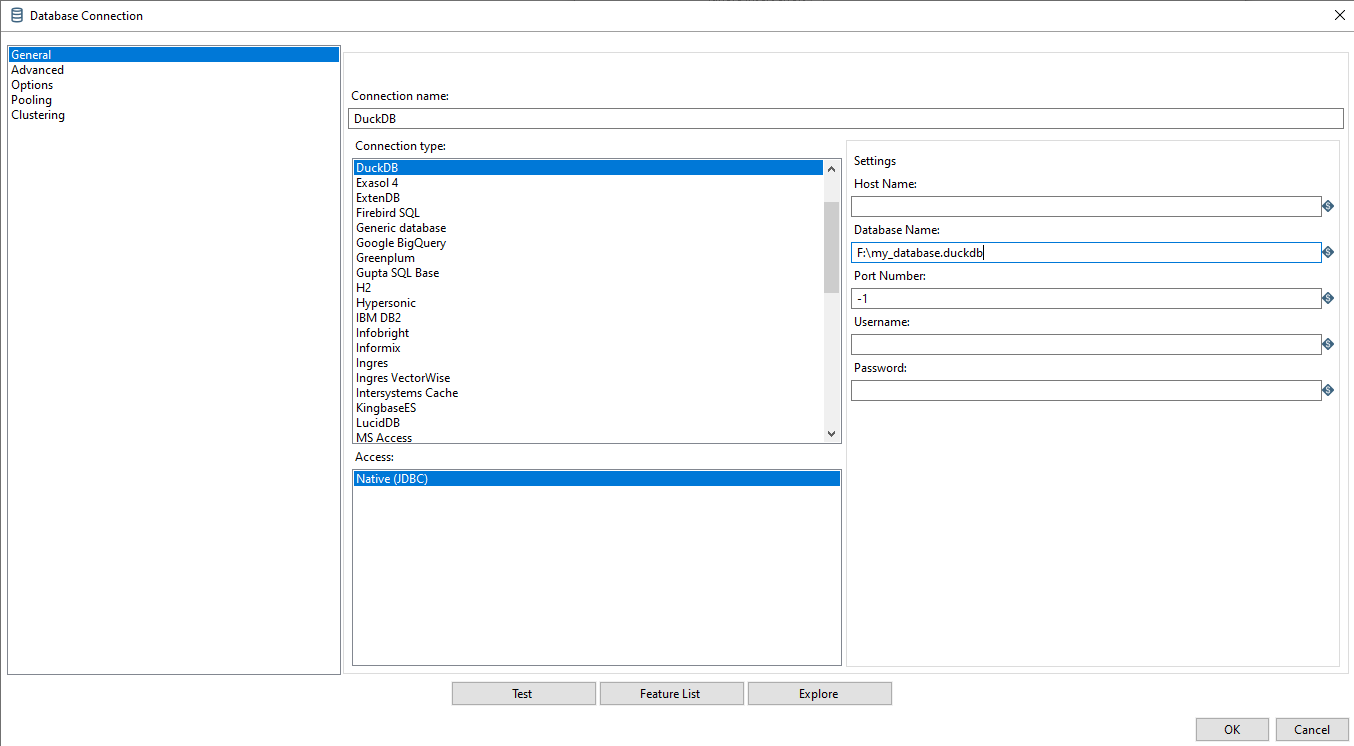 Database Connection
General
Advanced
Options
Pooling
Clustering
Connection name:
DuckDB
Connection type:
DuckDB
Exasol 4
ExtenDB
Firebird SQL
Generic database
Google BigQuery
Greenplum
Gupta SQL Base
H2
Hypersonic
IBM DB2
Infobright
Informix
Ingres
Ingres VectorWise
Intersystems Cache
KingbaseES
LucidDB
MS Access
Access:
Native (JDBC)
Settings
Host Name:
Database Name:
F:\my_database.duckdb
Port Number:
-1
Username:
Password:
Test
Feature List
Explore
OK
Cancel